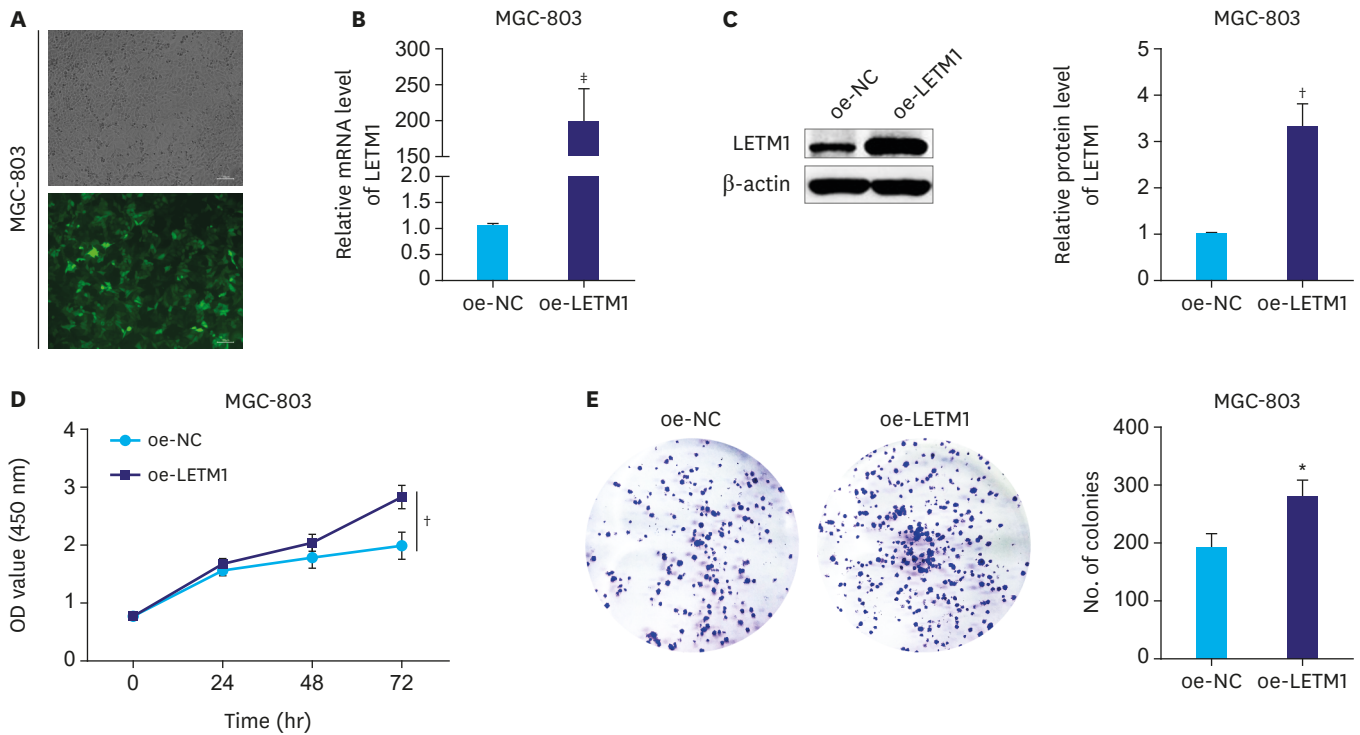 A
MGC-803
B
MGC-803
Relative mRNA level
of LETM1
300
250
200
150
2.0
1.0
0.5
0
‡
oe-NC
oe-LETM1
C
oe-NC
oe-LETM1
LETM1
β-actin
MGC-803
Relative protein level
of LETM1
5
4
3
2
1
0
†
oe-NC
oe-LETM1
D
MGC-803
oe-NC
oe-LETM1
OD value (450 nm)
4
3
2
1
0
†
0
24
48
72
Time (hr)
E
oe-NC
oe-LETM1
MGC-803
No. of colonies
400
300
200
100
0
*
oe-NC
oe-LETM1